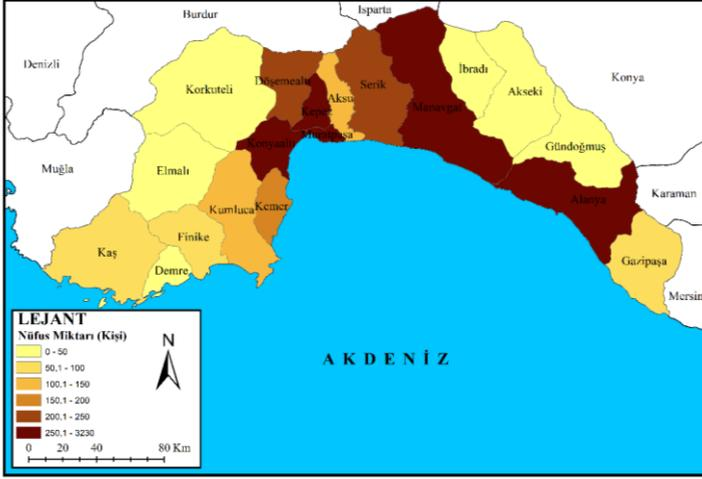 Isparta
Burdur
Denizli
Konya
Muğla
Karaman
Mersin
Korkuteli
Döşemealtı
Kepez
Aksu
Serik
Manavgat
İbradı
Akseki
Gündoğmuş
Konyaaltı
Muratpaşa
Elmalı
Kumluca
Kemer
Alanya
Kaş
Finike
Demre
Gazipaşa
AKDENİZ
LEJANT
Nüfus Miktarı (Kişi)
0 - 50
50,1 - 100
100,1 - 150
150,1 - 200
200,1 - 250
250,1 - 3230
N
0 20 40 80 Km